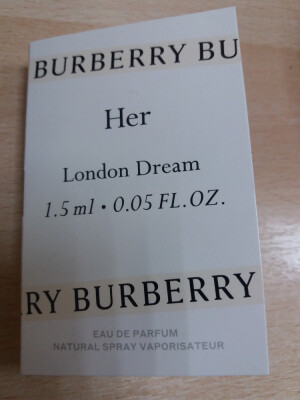 BURBERRY BU
Her
London Dream
1.5 ml • 0.05 FL.OZ.
RY BURBERRY
EAU DE PARFUM
NATURAL SPRAY VAPORISATEUR